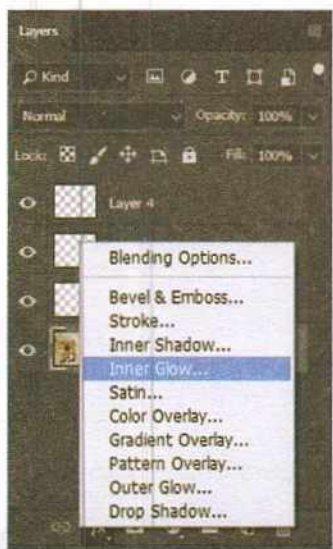 Layers
Kind
T
Normal
Opacity: 100%
Lock:
Fill: 100%
Layer 4
Blending Options...
Bevel & Emboss...
Stroke...
Inner Shadow...
Inner Glow...
Satin...
Color Overlay...
Gradient Overlay...
Pattern Overlay...
Outer Glow...
Drop Shadow...
fx